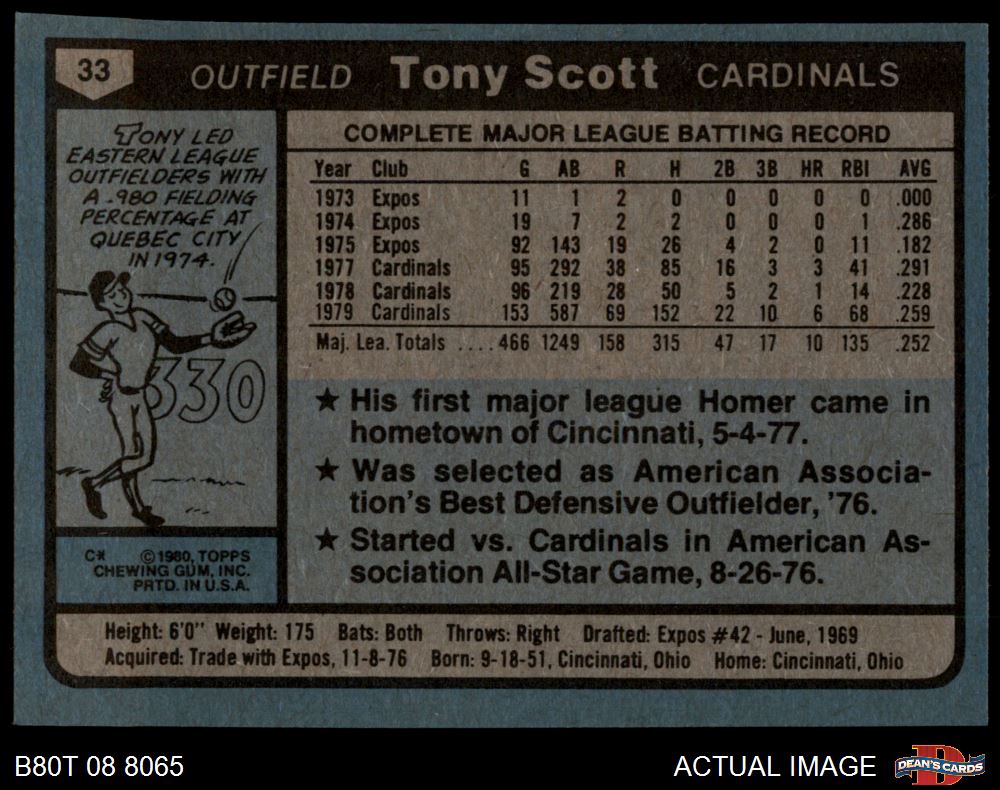 33 OUTFIELD Tony Scott CARDINALS
TONY LED
EASTERN LEAGUE
OUTFIELDERS WITH
A .980 FIELDING
PERCENTAGE AT
QUEBEC CITY
IN 1974.
330
C* ©1980, TOPPS
CHEWING GUM, INC.
PRTD. IN U.S.A.
COMPLETE MAJOR LEAGUE BATTING RECORD
Year Club G AB R H 2B 3B HR RBI AVG
1973 Expos 11 1 2 0 0 0 0 0 .000
1974 Expos 19 7 2 2 0 0 0 1 .286
1975 Expos 92 143 19 26 4 2 0 11 .182
1977 Cardinals 95 292 38 85 16 3 3 41 .291
1978 Cardinals 96 219 28 50 5 2 1 14 .228
1979 Cardinals 153 587 69 152 22 10 6 68 .259
Maj. Lea. Totals .... 466 1249 158 315 47 17 10 135 .252
★ His first major league Homer came in
hometown of Cincinnati, 5-4-77.
★ Was selected as American Associa-
tion's Best Defensive Outfielder, '76.
★ Started vs. Cardinals in American As-
sociation All-Star Game, 8-26-76.
Height: 6'0" Weight: 175 Bats: Both Throws: Right Drafted: Expos #42 - June, 1969
Acquired: Trade with Expos, 11-8-76 Born: 9-18-51, Cincinnati, Ohio Home: Cincinnati, Ohio
B80T 08 8065 ACTUAL IMAGE D DEAN'S CARDS